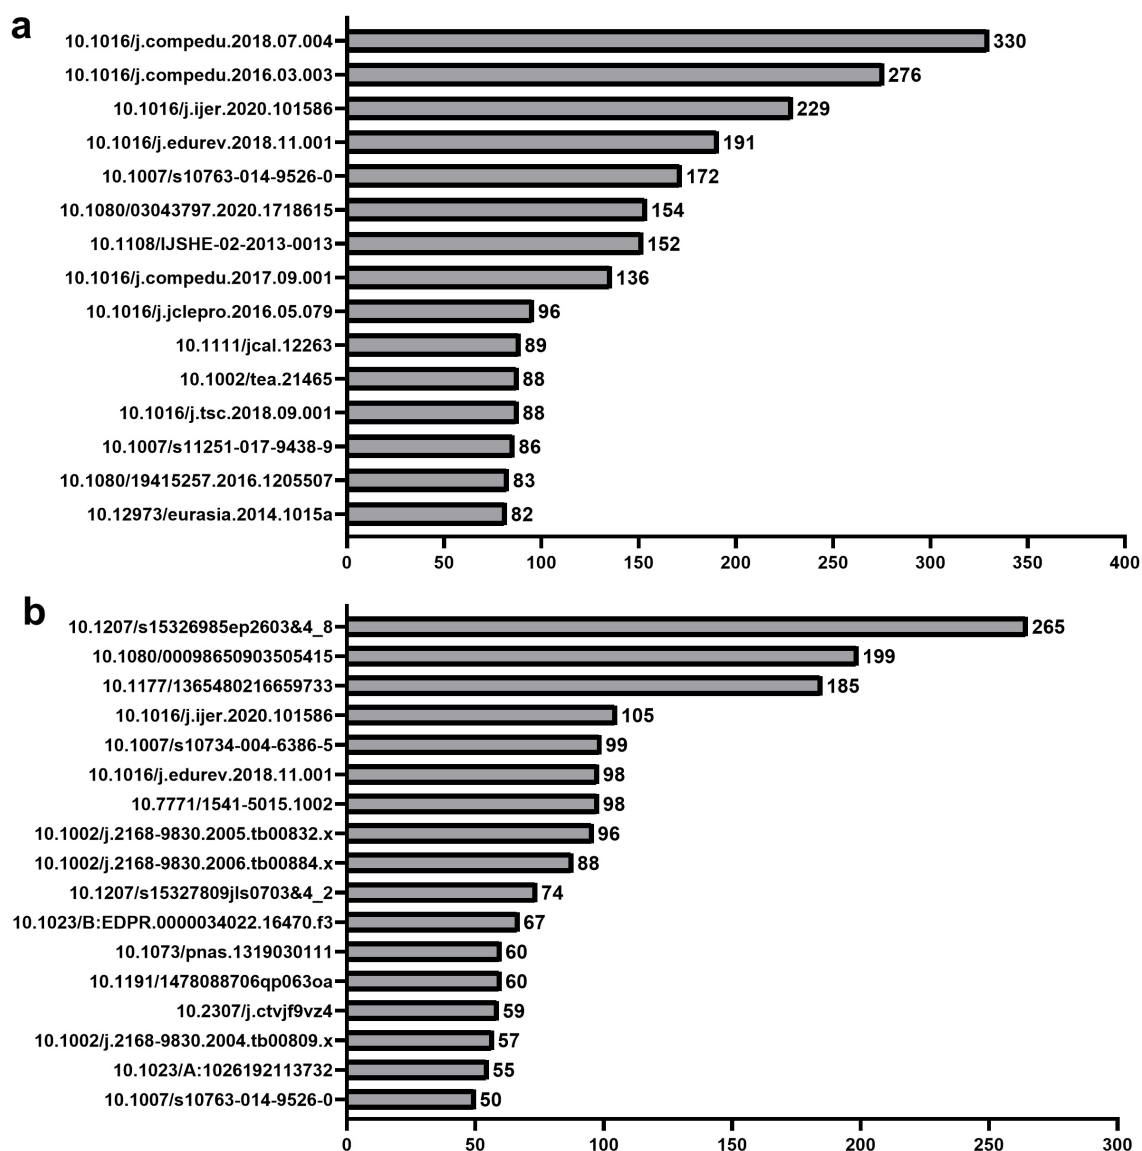 a
10.1016/j.compedu.2018.07.004 330
10.1016/j.compedu.2016.03.003 276
10.1016/j.ijer.2020.101586 229
10.1016/j.edurev.2018.11.001 191
10.1007/s10763-014-9526-0 172
10.1080/03043797.2020.1718615 154
10.1108/IJSHE-02-2013-0013 152
10.1016/j.compedu.2017.09.001 136
10.1016/j.jclepro.2016.05.079 96
10.1111/jcal.12263 89
10.1002/tea.21465 88
10.1016/j.tsc.2018.09.001 88
10.1007/s11251-017-9438-9 86
10.1080/19415257.2016.1205507 83
10.12973/eurasia.2014.1015a 82
0 50 100 150 200 250 300 350 400
b
10.1207/s15326985ep2603&4_8 265
10.1080/00098650903505415 199
10.1177/1365480216659733 185
10.1016/j.ijer.2020.101586 105
10.1007/s10734-004-6386-5 99
10.1016/j.edurev.2018.11.001 98
10.7771/1541-5015.1002 98
10.1002/j.2168-9830.2005.tb00832.x 96
10.1002/j.2168-9830.2006.tb00884.x 88
10.1207/s15327809jls0703&4_2 74
10.1023/B:EDPR.0000034022.16470.f3 67
10.1073/pnas.1319030111 60
10.1191/1478088706qp063oa 60
10.2307/j.ctvjf9vz4 59
10.1002/j.2168-9830.2004.tb00809.x 57
10.1023/A:1026192113732 55
10.1007/s10763-014-9526-0 50
0 50 100 150 200 250 300